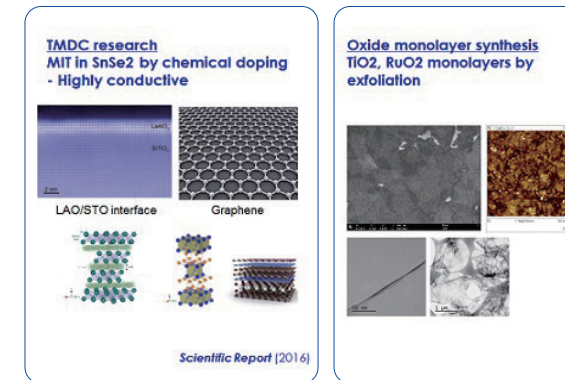 TMDC research
MIT in SnSe2 by chemical doping
- Highly conductive
LaAlO3
SrTiO3
2 nm
LAO/STO interface
Graphene
Scientific Report (2016)
Oxide monolayer synthesis
TiO2, RuO2 monolayers by
exfoliation